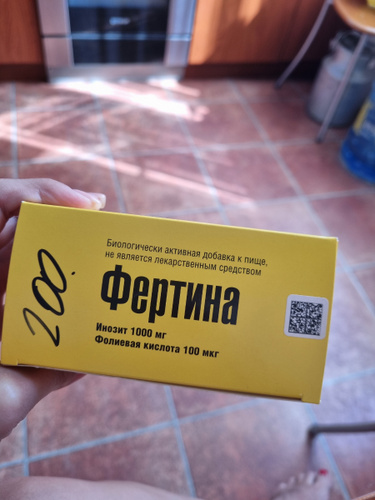 200.
Биологически активная добавка к пище,
не является лекарственным средством
Фертина
Инозит 1000 мг
Фолиевая кислота 100 мкг